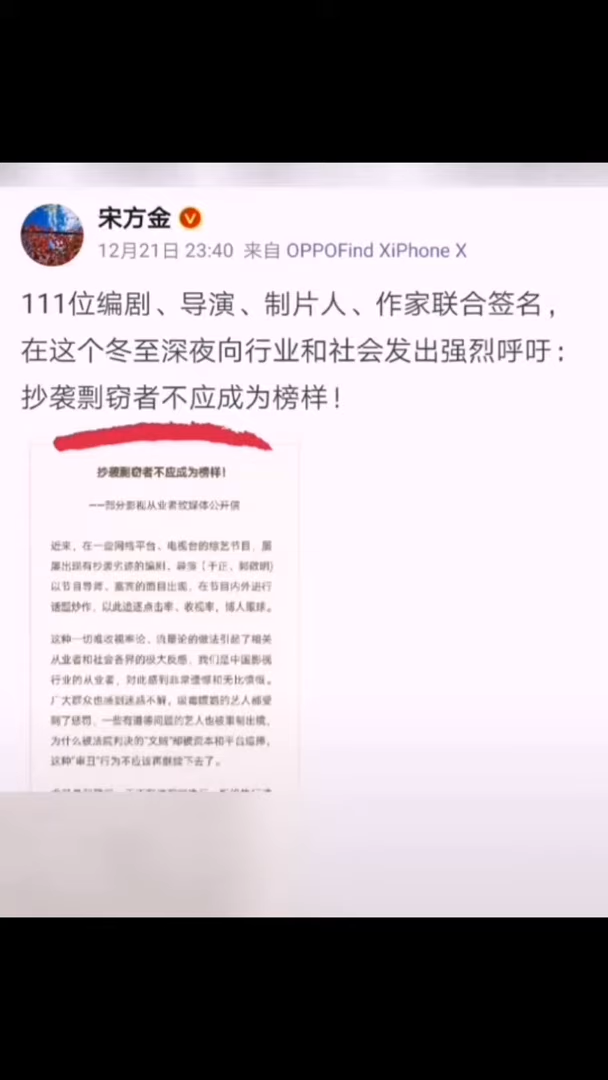 宋方金
12月21日 23:40 来自 OPPOFind XiPhone X
111位编剧、导演、制片人、作家联合签名，
在这个冬至深夜向行业和社会发出强烈呼吁：
抄袭剽窃者不应成为榜样！
抄袭剽窃者不应成为榜样！
——部分影视从业者致媒体公开信
近来，在一些网络平台、电视台的综艺节目，屡
屡出现有抄袭劣迹的编剧、导演（于正、郭敬明）
以节目导师、嘉宾的面目出现，在节目内外进行
话题炒作，以此追逐点击率、收视率，博人眼球。
这种一切唯收视率论、流量论的做法引起了相关
从业者和社会各界的极大反感，我们是中国影视
行业的从业者，对此感到非常遗憾和无比愤慨。
广大群众也感到迷惑不解，吸毒嫖娼的艺人都受
到了惩罚，一些有道德问题的艺人也被限制出镜，
为什么被法院判决的“文贼”却被资本和平台追捧，
这种“审丑”行为不应该再继续下去了。